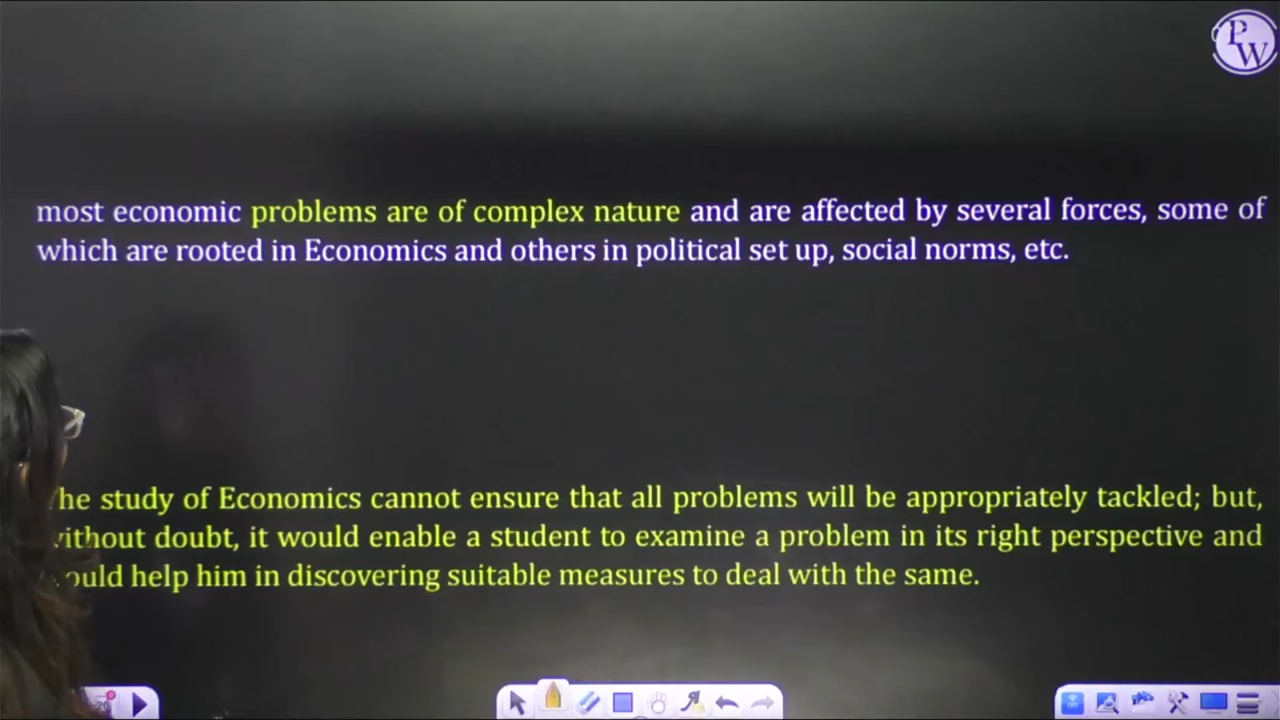 PW
most economic problems are of complex nature and are affected by several forces, some of
which are rooted in Economics and others in political set up, social norms, etc.
he study of Economics cannot ensure that all problems will be appropriately tackled; but,
ithout doubt, it would enable a student to examine a problem in its right perspective and
ould help him in discovering suitable measures to deal with the same.